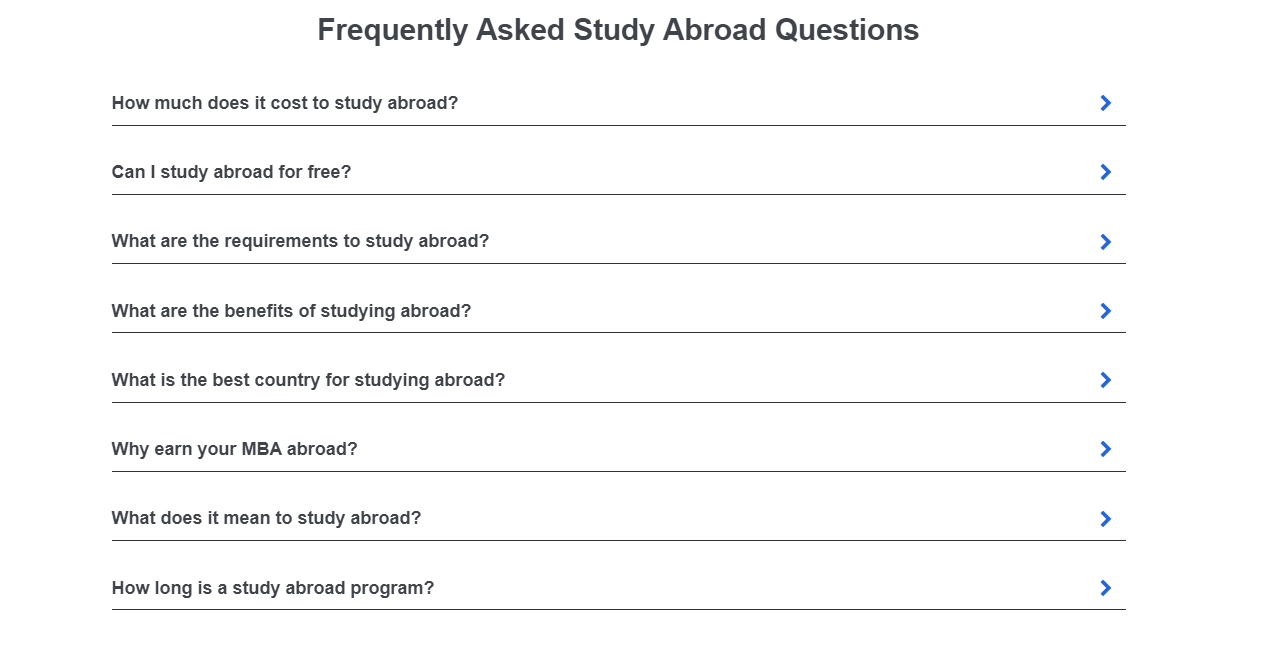 Frequently Asked Study Abroad Questions
How much does it cost to study abroad?
Can I study abroad for free?
What are the requirements to study abroad?
What are the benefits of studying abroad?
What is the best country for studying abroad?
Why earn your MBA abroad?
What does it mean to study abroad?
How long is a study abroad program?